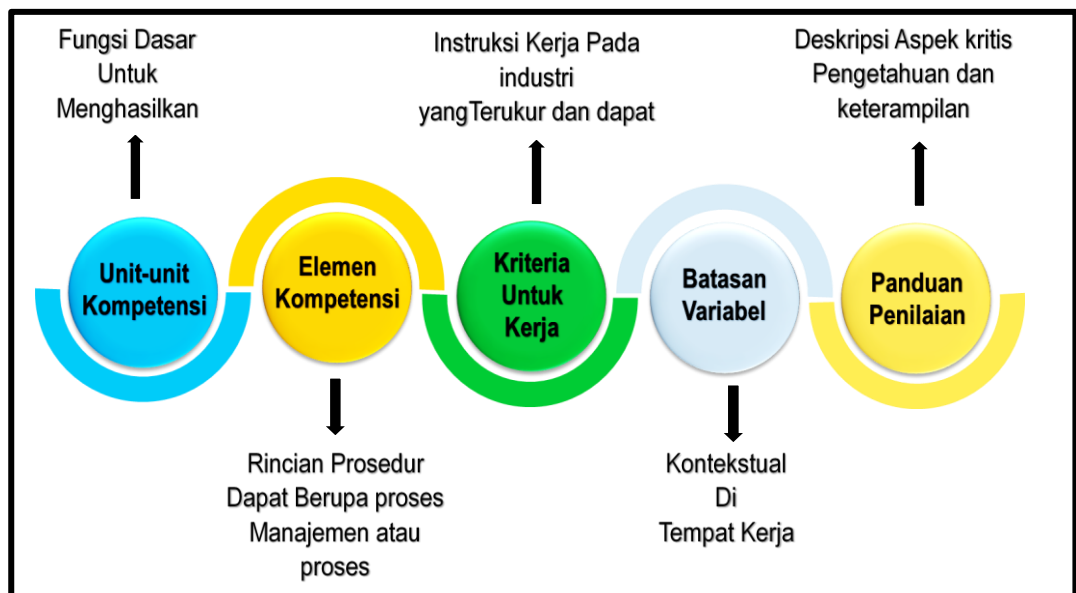 Fungsi Dasar
Untuk
Menghasilkan
Instruksi Kerja Pada
industri
yangTerukur dan dapat
Deskripsi Aspek kritis
Pengetahuan dan
keterampilan
Unit-unit
Kompetensi
Elemen
Kompetensi
Kriteria
Untuk
Kerja
Batasan
Variabel
Panduan
Penilaian
Rincian Prosedur
Dapat Berupa proses
Manajemen atau
proses
Kontekstual
Di
Tempat Kerja